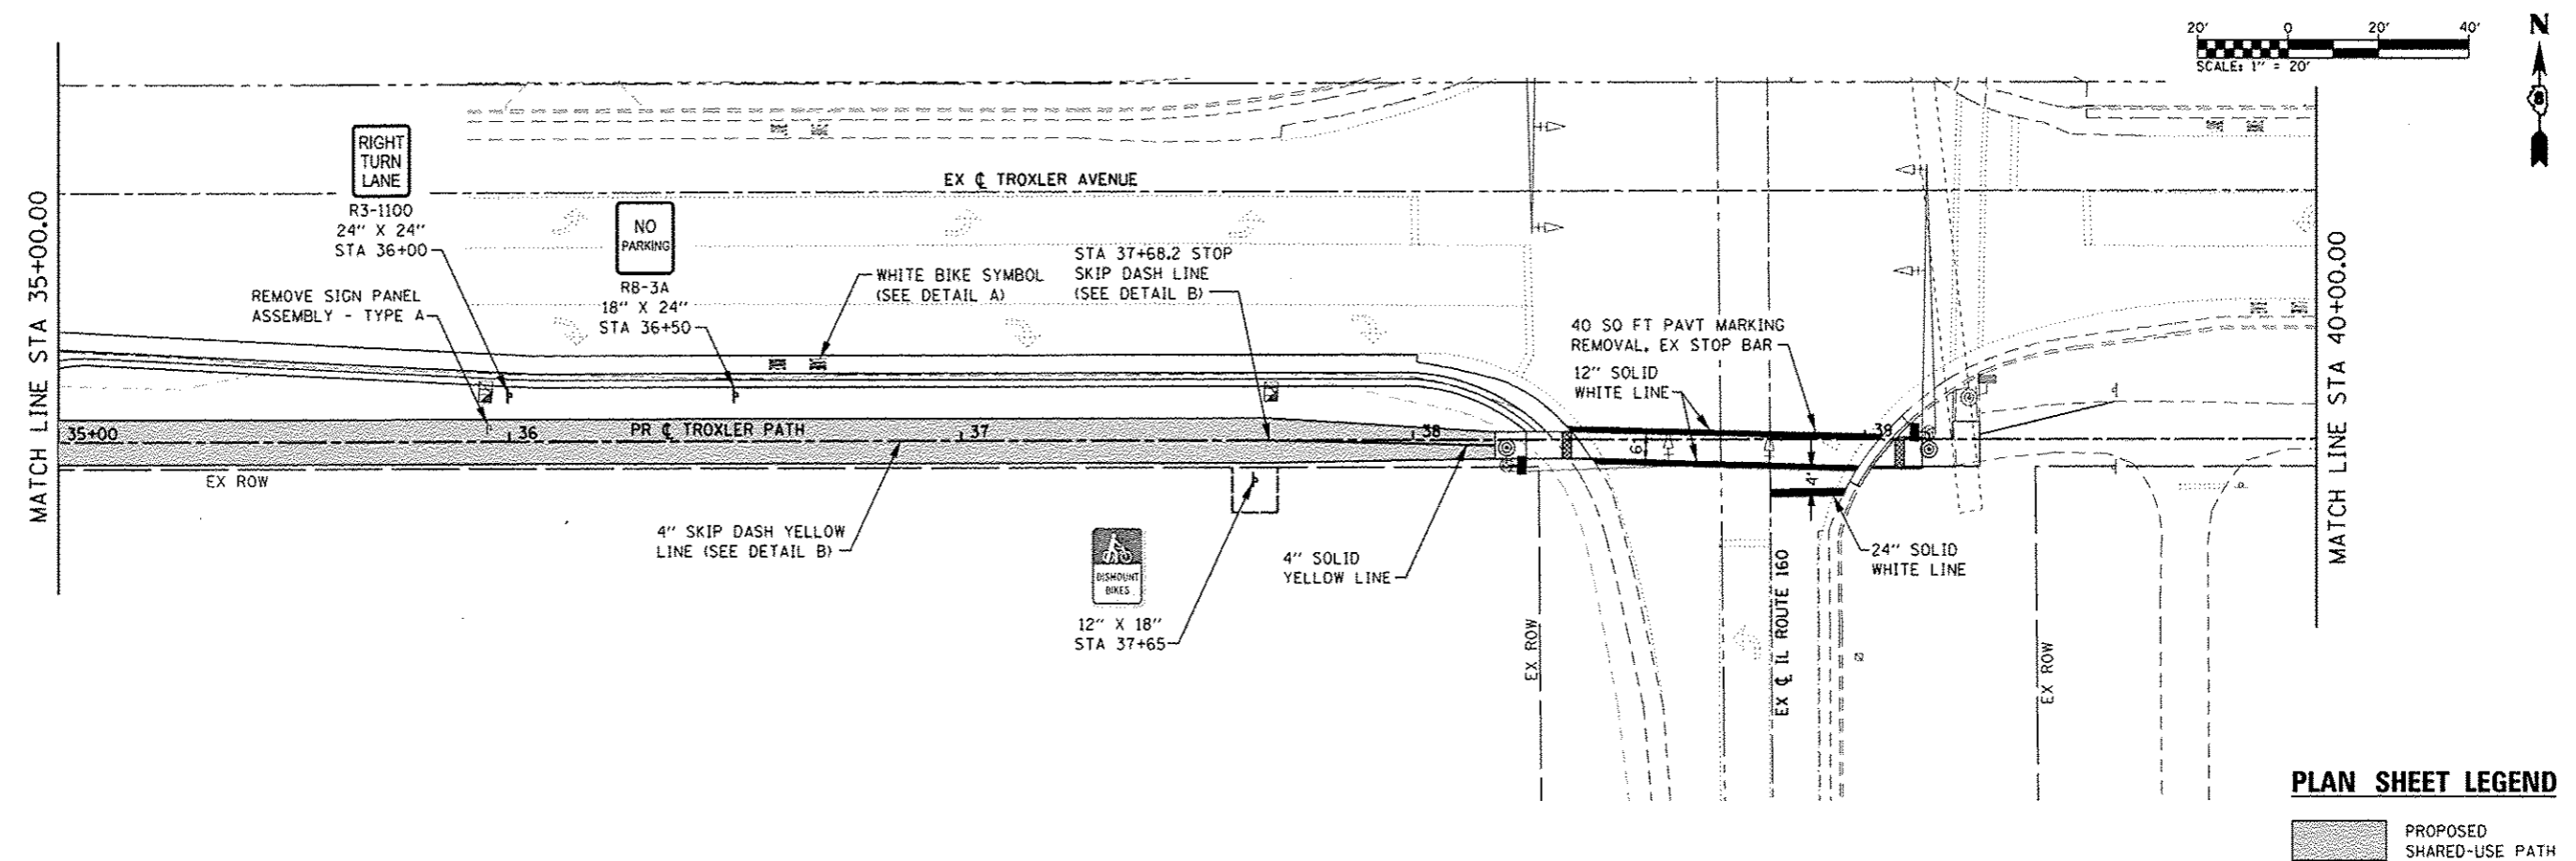 20' 0 20' 40'
SCALE: 1" = 20'
N
MATCH LINE STA 35+00.00
RIGHT
TURN
LANE
R3-1100
24" X 24"
STA 36+00
REMOVE SIGN PANEL
ASSEMBLY - TYPE A
NO
PARKING
R8-3A
18" X 24"
STA 36+50
EX ℄ TROXLER AVENUE
WHITE BIKE SYMBOL
(SEE DETAIL A)
STA 37+68.2 STOP
SKIP DASH LINE
(SEE DETAIL B)
40 SQ FT PAVT MARKING
REMOVAL, EX STOP BAR
12" SOLID
WHITE LINE
35+00
36
PR ℄ TROXLER PATH
37
38
39
6'
4'
EX ROW
4" SKIP DASH YELLOW
LINE (SEE DETAIL B)
DISMOUNT
BIKES
12" X 18"
STA 37+65
4" SOLID
YELLOW LINE
EX ROW
EX ℄ IL ROUTE 160
24" SOLID
WHITE LINE
EX ROW
MATCH LINE STA 40+00.00
PLAN SHEET LEGEND
PROPOSED
SHARED-USE PATH